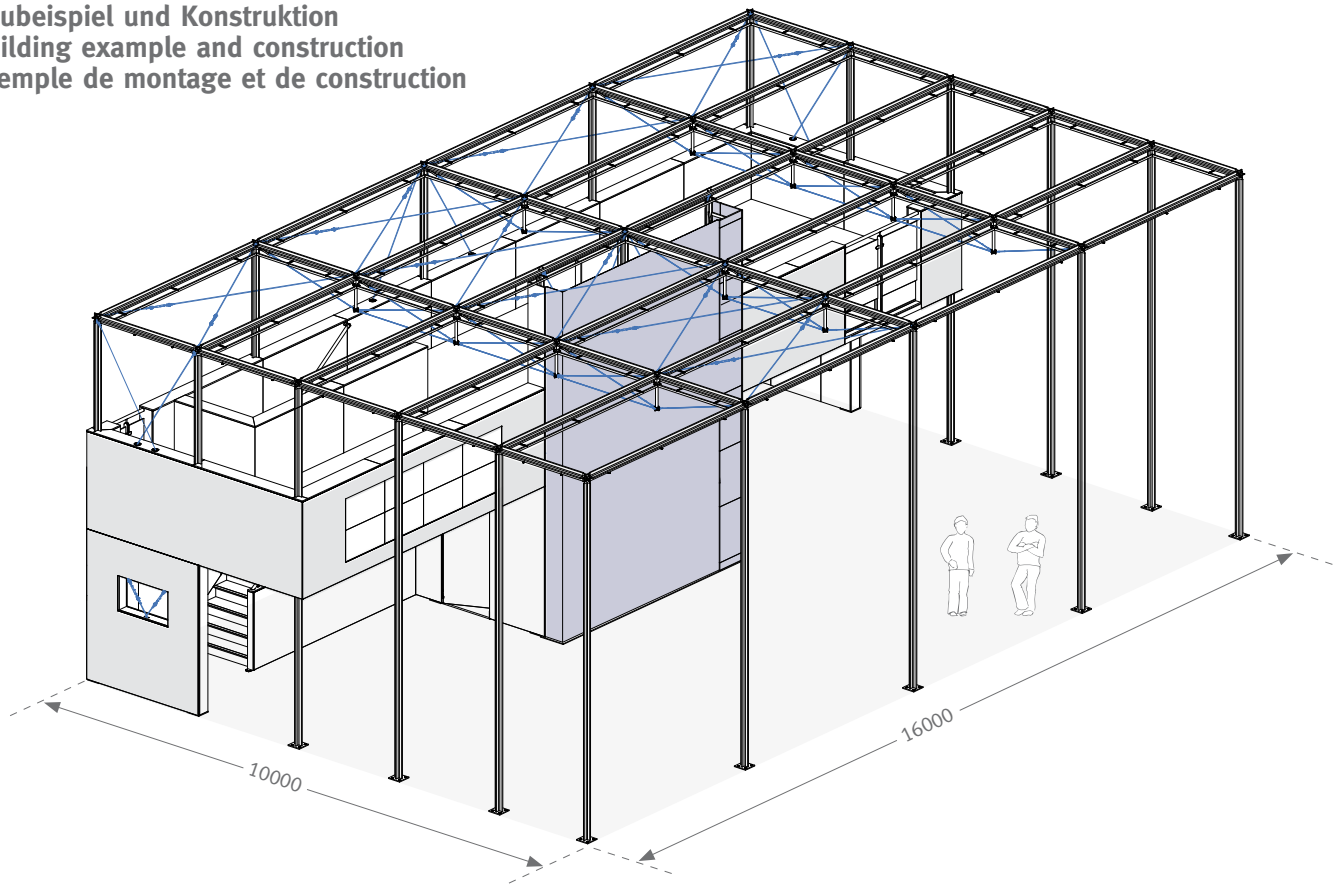 ubeispiel und Konstruktion
ilding example and construction
emple de montage et de construction
10000
16000